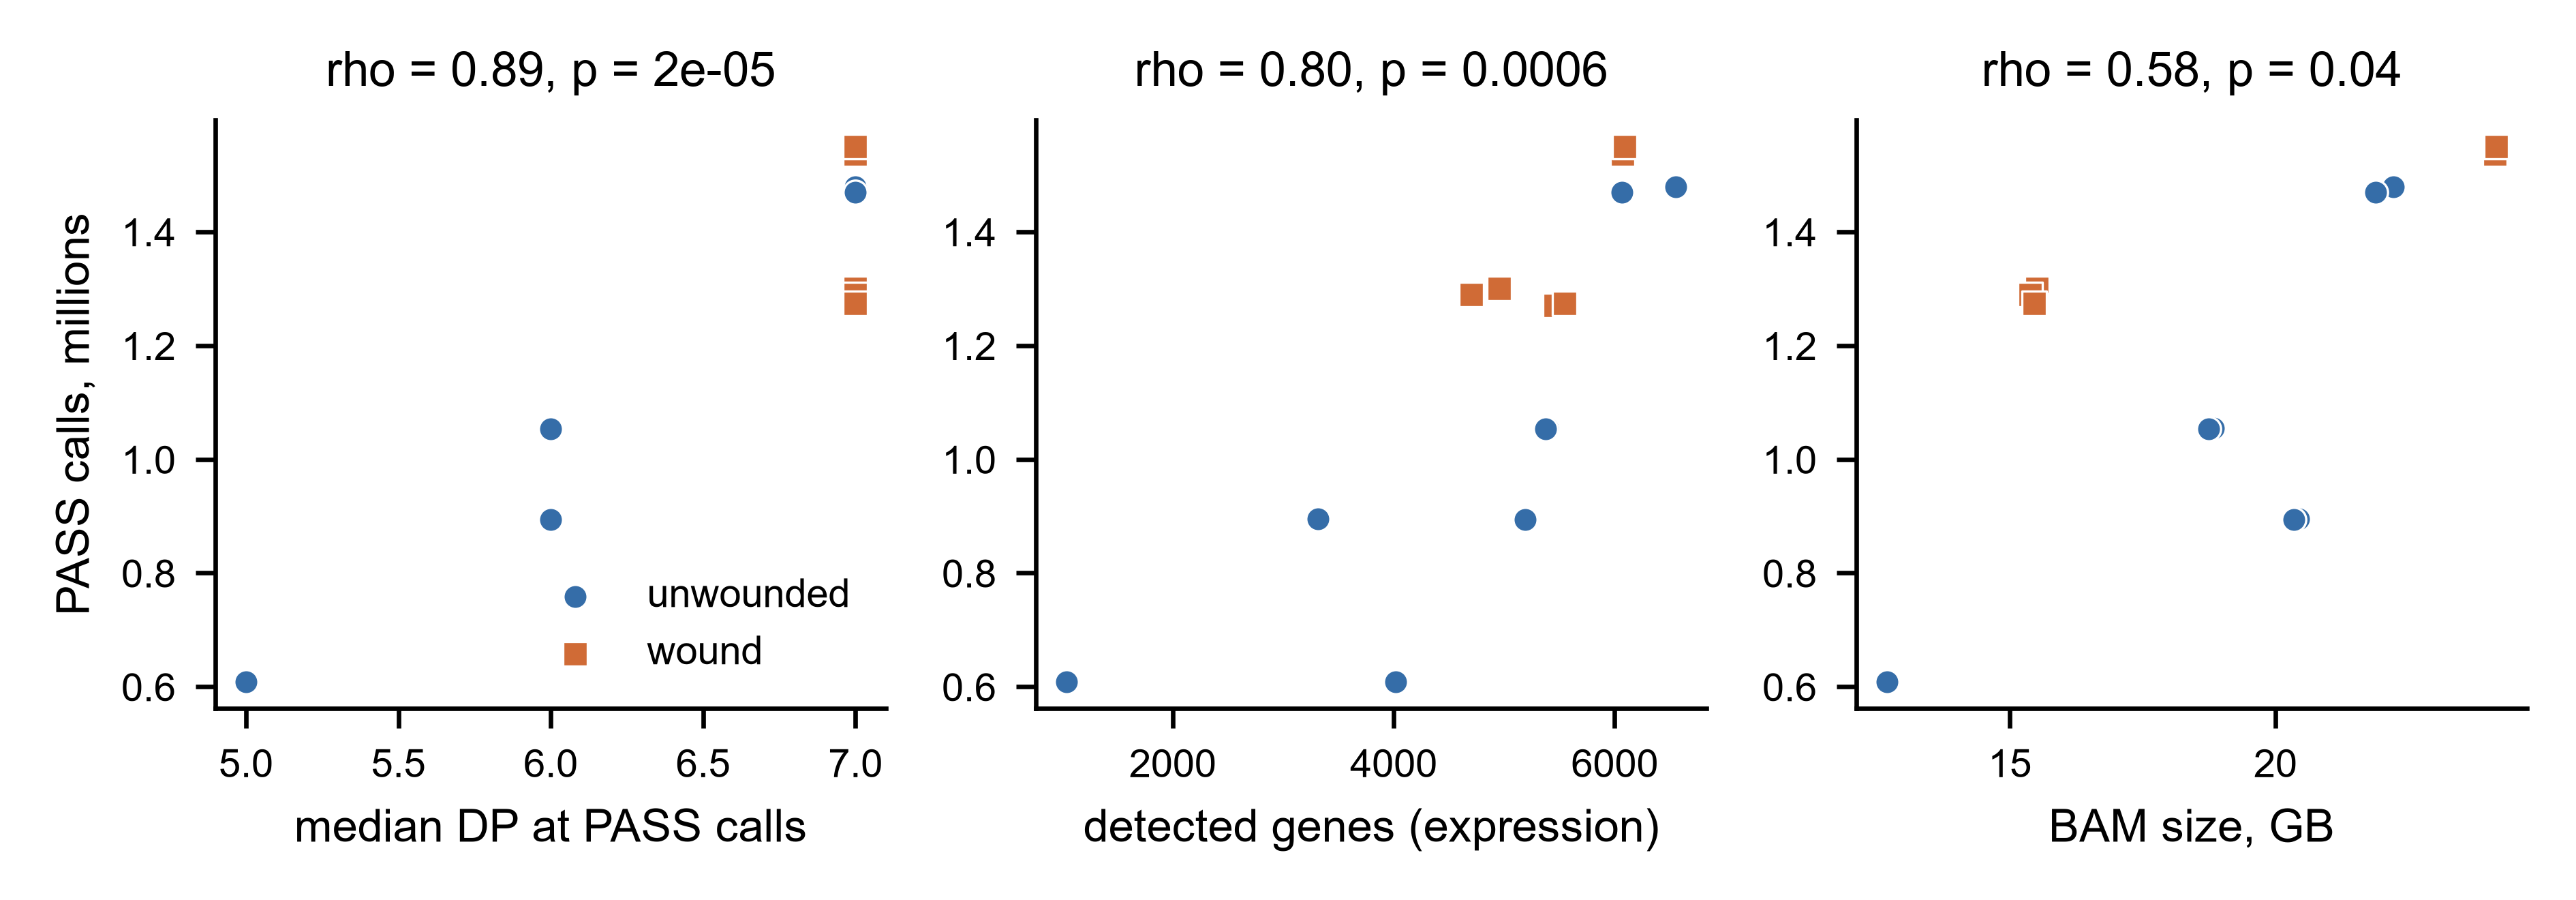 rho = 0.89, p = 2e-05
rho = 0.80, p = 0.0006
rho = 0.58, p = 0.04
PASS calls, millions
1.4
1.2
1.0
0.8
0.6
unwounded
wound
5.0 5.5 6.0 6.5 7.0
median DP at PASS calls
1.4
1.2
1.0
0.8
0.6
2000 4000 6000
detected genes (expression)
1.4
1.2
1.0
0.8
0.6
15 20
BAM size, GB